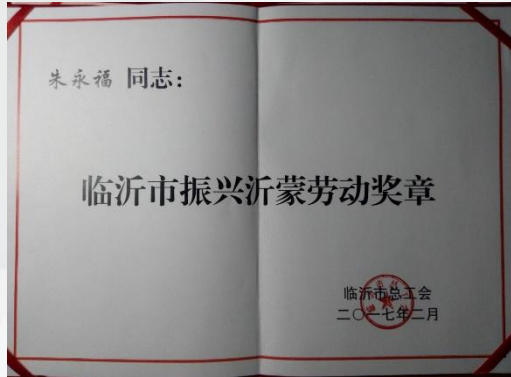 朱永福 同志：
临沂市振兴沂蒙劳动奖章
临沂市总工会
二〇一七年二月